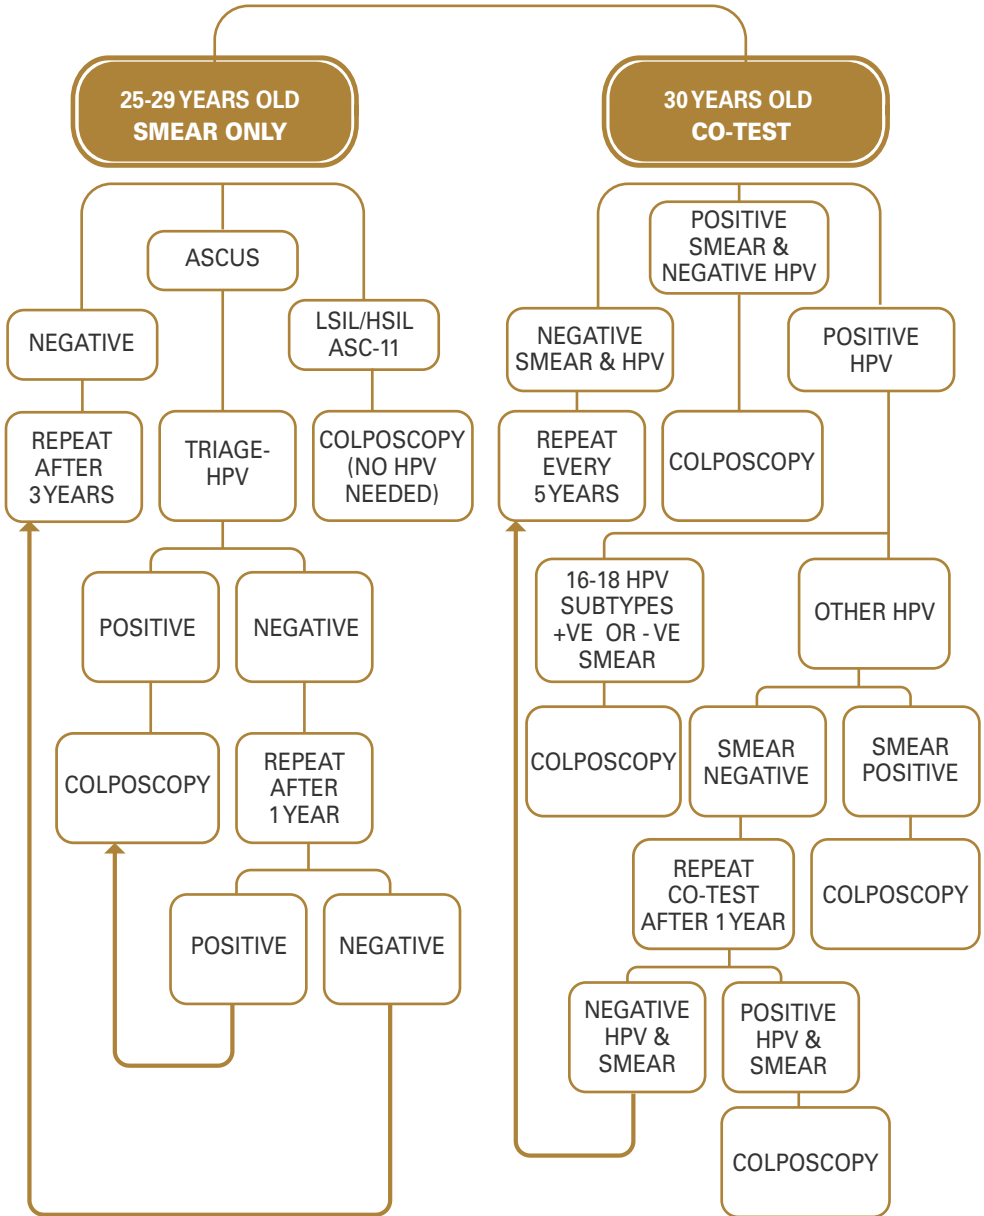 25-29 YEARS OLD
SMEAR ONLY
NEGATIVE
REPEAT
AFTER
3 YEARS
ASCUS
TRIAGE-
HPV
POSITIVE
COLPOSCOPY
NEGATIVE
REPEAT
AFTER
1 YEAR
POSITIVE
NEGATIVE
LSIL/HSIL
ASC-11
COLPOSCOPY
(NO HPV
NEEDED)
30 YEARS OLD
CO-TEST
NEGATIVE
SMEAR & HPV
REPEAT
EVERY
5 YEARS
POSITIVE
SMEAR &
NEGATIVE HPV
COLPOSCOPY
POSITIVE
HPV
16-18 HPV
SUBTYPES
+VE OR - VE
SMEAR
COLPOSCOPY
OTHER HPV
SMEAR
NEGATIVE
REPEAT
CO-TEST
AFTER 1 YEAR
NEGATIVE
HPV &
SMEAR
POSITIVE
HPV &
SMEAR
COLPOSCOPY
SMEAR
POSITIVE
COLPOSCOPY